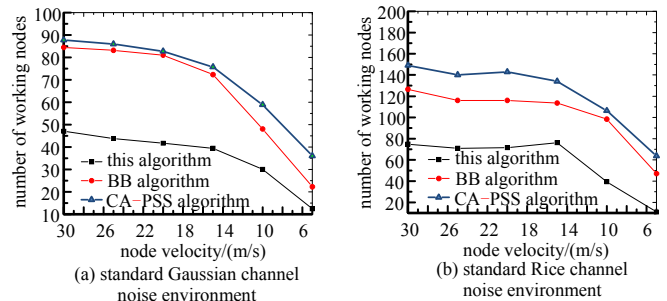 100
90
80
70
60
50
40
30
20
10
number of working nodes
this algorithm
BB algorithm
CA-PSS algorithm
30 26 22 18 14 10 6
node velocity/(m/s)
(a) standard Gaussian channel
noise environment
200
180
160
140
120
100
80
60
40
20
number of working nodes
this algorithm
BB algorithm
CA-PSS algorithm
30 26 22 18 14 10 6
node velocity/(m/s)
(b) standard Rice channel
noise environment